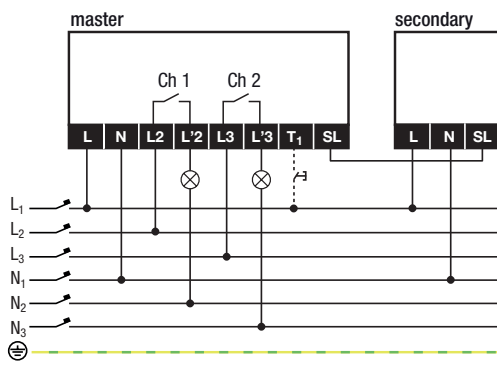 master secondary
Ch 1 Ch 2
L N L2 L'2 L3 L'3 T₁ SL L N SL
L₁
L₂
L₃
N₁
N₂
N₃